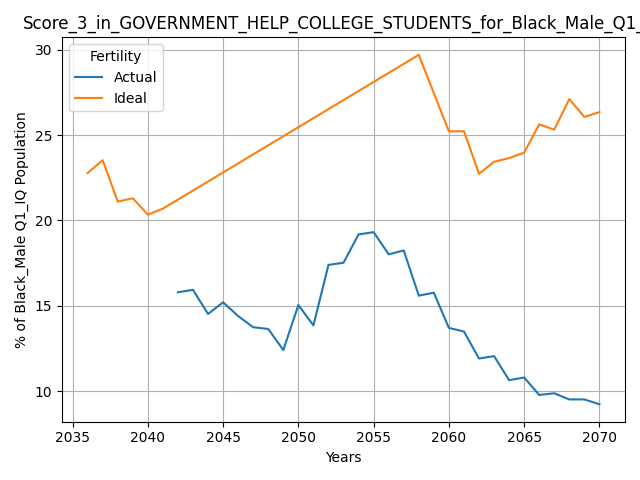 Score_3_in_GOVERNMENT_HELP_COLLEGE_STUDENTS_for_Black_Male_Q1_
Fertility
Actual
Ideal
30
25
20
15
10
% of Black_Male Q1_IQ Population
2035 2040 2045 2050 2055 2060 2065 2070
Years